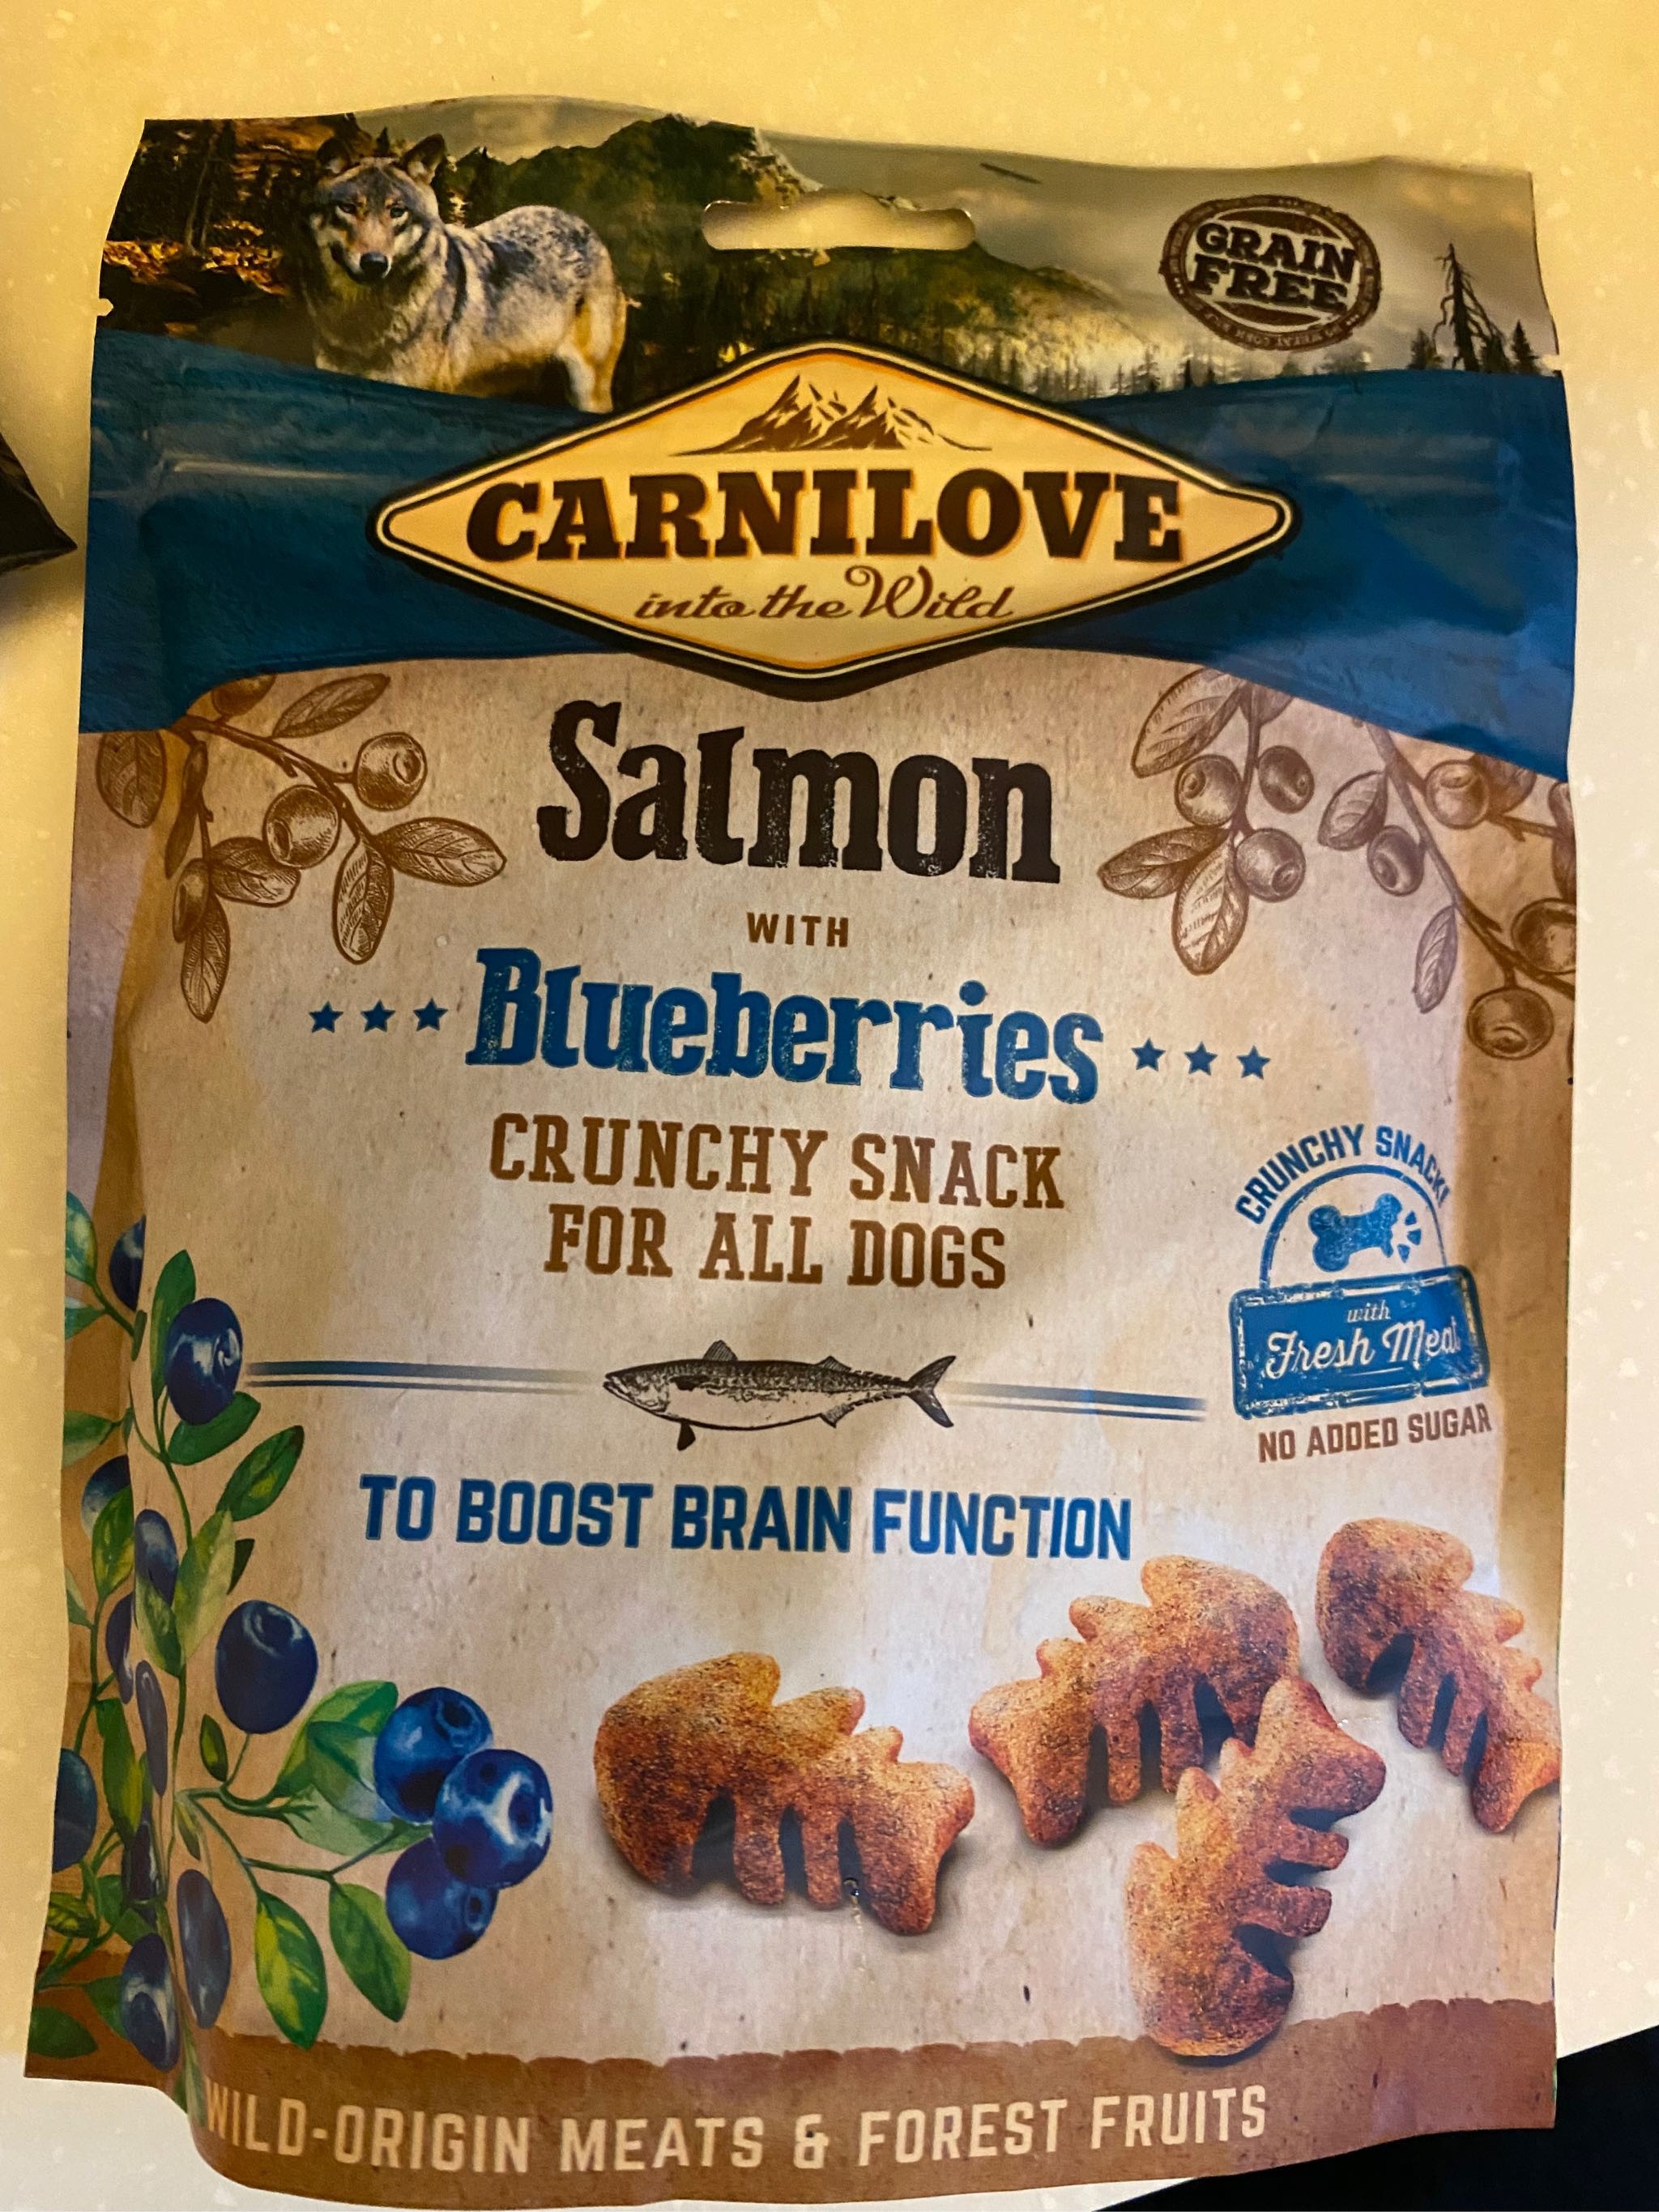 GRAIN
FREE
CARNILOVE
into the Wild
Salmon
WITH
Blueberries
CRUNCHY SNACK
FOR ALL DOGS
CRUNCHY SNACK!
with
Fresh Meat
NO ADDED SUGAR
TO BOOST BRAIN FUNCTION
WILD-ORIGIN MEATS & FOREST FRUITS